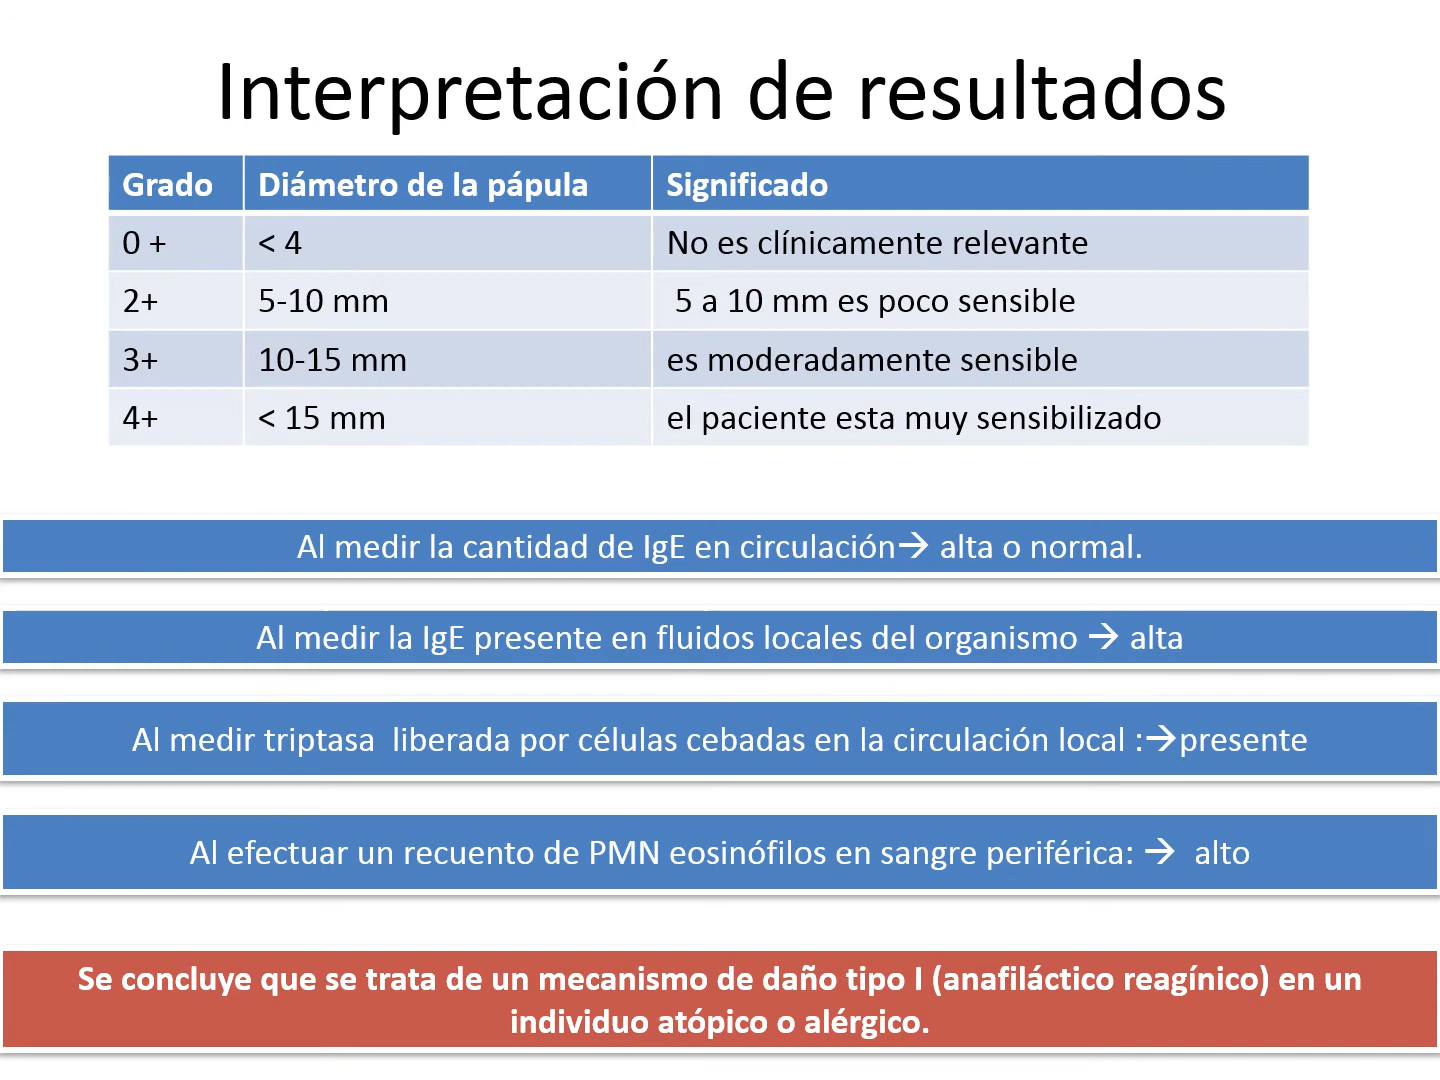 Interpretación de resultados
Grado Diámetro de la pápula Significado
0 + < 4 No es clínicamente relevante
2+ 5-10 mm 5 a 10 mm es poco sensible
3+ 10-15 mm es moderadamente sensible
4+ < 15 mm el paciente esta muy sensibilizado
Al medir la cantidad de IgE en circulación→ alta o normal.
Al medir la IgE presente en fluidos locales del organismo → alta
Al medir triptasa liberada por células cebadas en la circulación local :→presente
Al efectuar un recuento de PMN eosinófilos en sangre periférica: → alto
Se concluye que se trata de un mecanismo de daño tipo I (anafiláctico reagínico) en un
individuo atópico o alérgico.